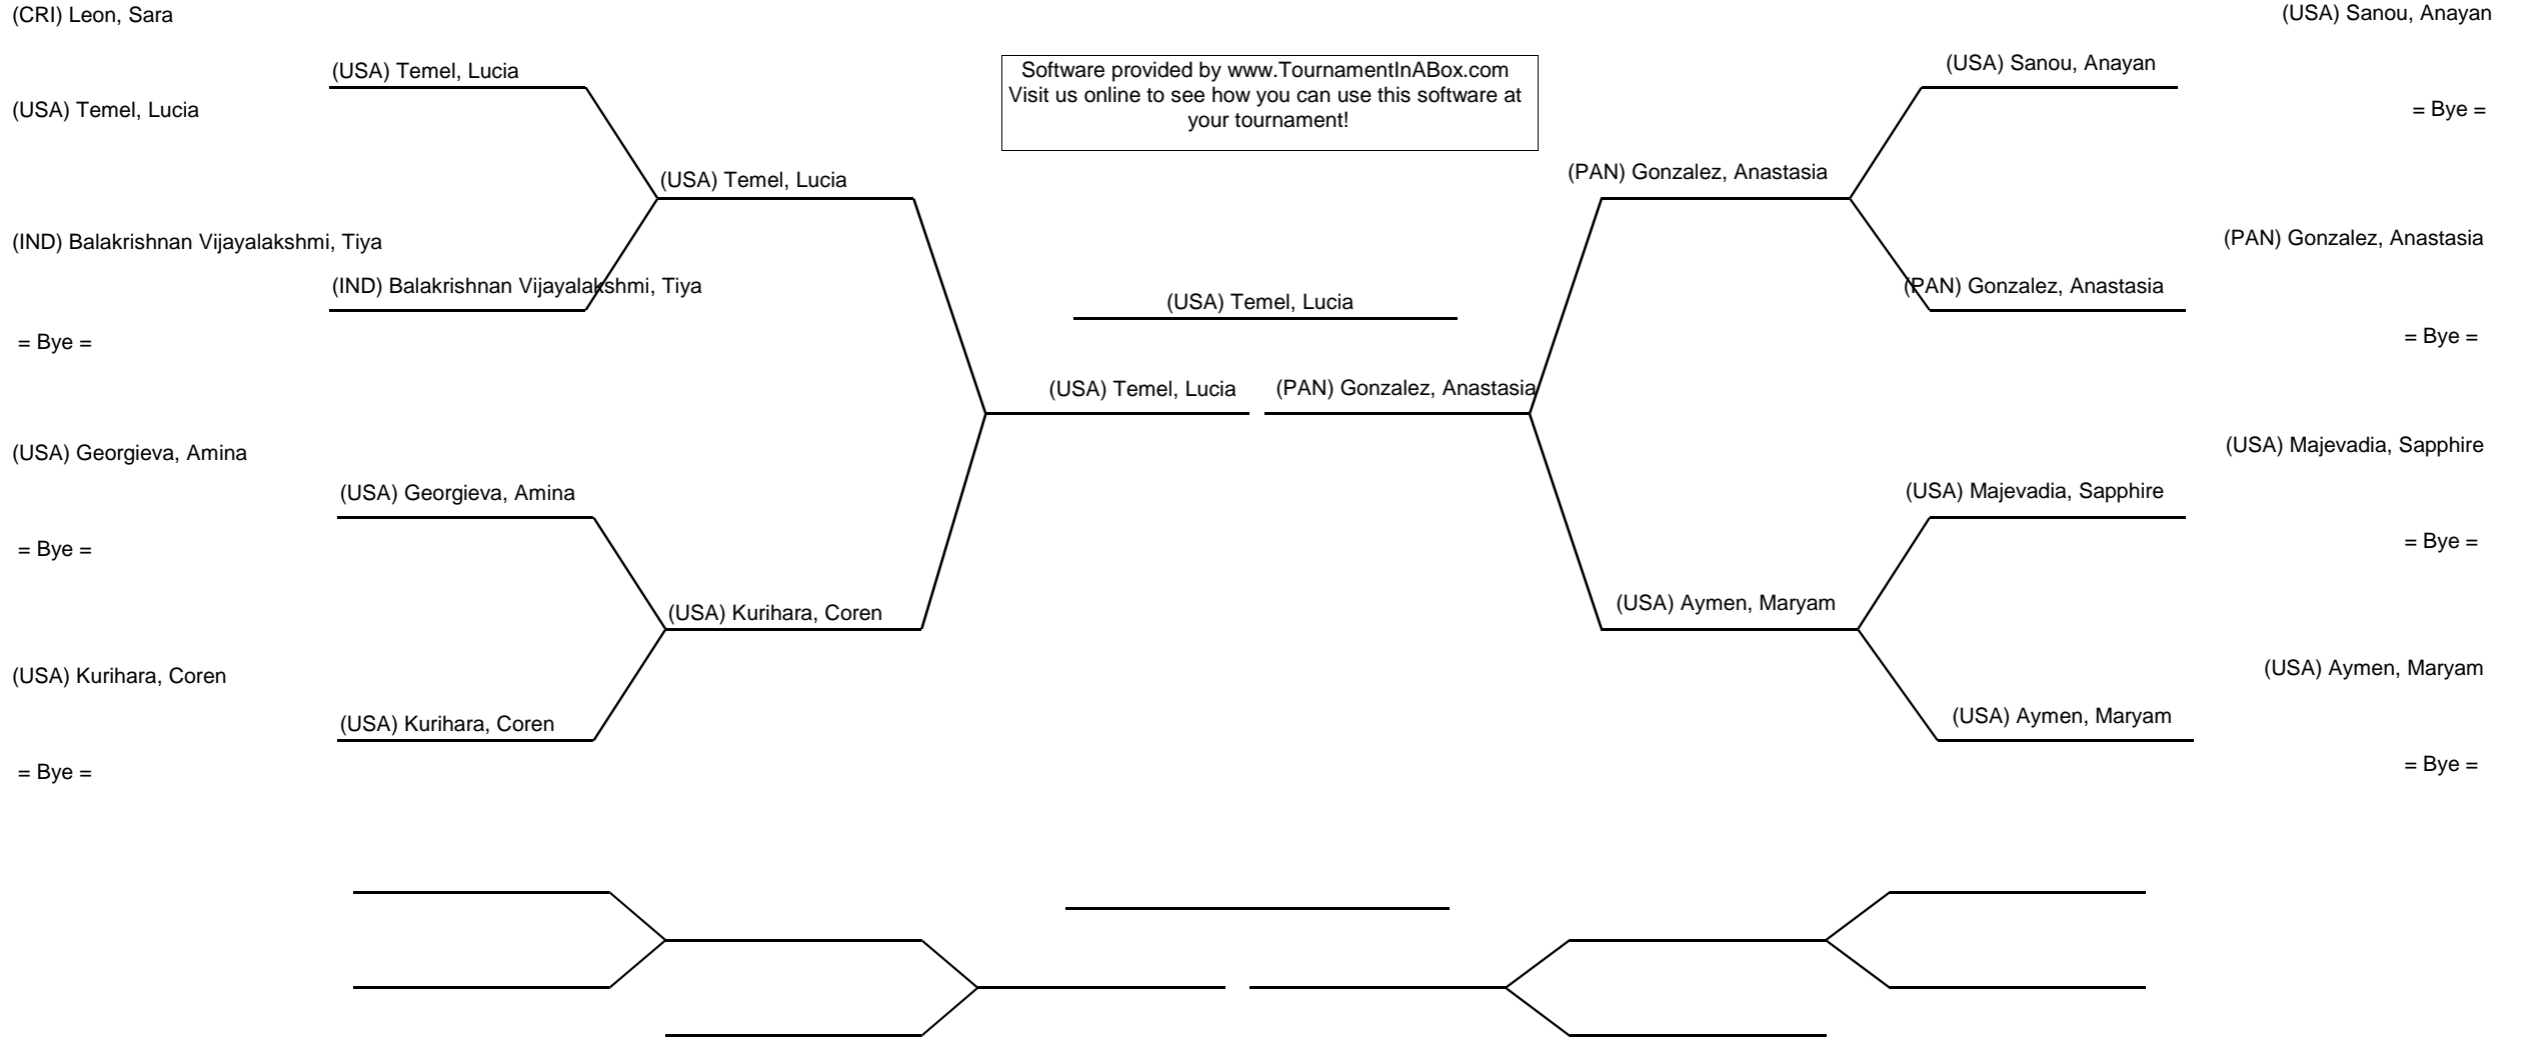 (CRI) Leon, Sara
(USA) Sanou, Anayan
(USA) Temel, Lucia
Software provided by www.TournamentInABox.com
Visit us online to see how you can use this software at
your tournament!
(USA) Sanou, Anayan
(USA) Temel, Lucia
= Bye =
(USA) Temel, Lucia
(PAN) Gonzalez, Anastasia
(IND) Balakrishnan Vijayalakshmi, Tiya
(PAN) Gonzalez, Anastasia
(IND) Balakrishnan Vijayalakshmi, Tiya
(USA) Temel, Lucia
(PAN) Gonzalez, Anastasia
= Bye =
= Bye =
(USA) Temel, Lucia
(PAN) Gonzalez, Anastasia
(USA) Georgieva, Amina
(USA) Majevadia, Sapphire
(USA) Georgieva, Amina
(USA) Majevadia, Sapphire
= Bye =
= Bye =
(USA) Kurihara, Coren
(USA) Aymen, Maryam
(USA) Kurihara, Coren
(USA) Aymen, Maryam
(USA) Kurihara, Coren
(USA) Aymen, Maryam
= Bye =
= Bye =